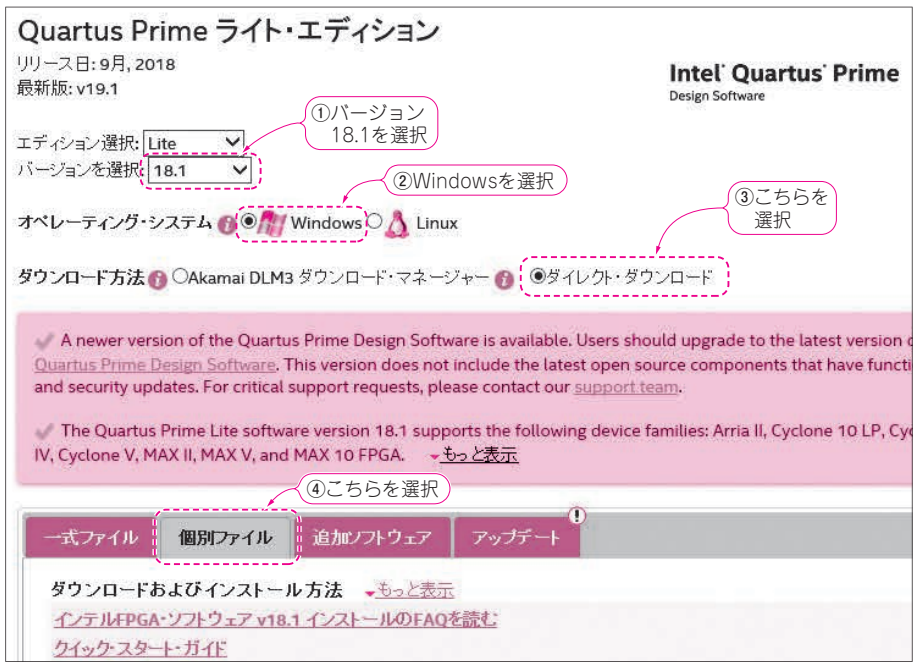 Quartus Prime ライト・エディション
リリース日: 9月, 2018
最新版: v19.1
Intel® Quartus® Prime
Design Software
①バージョン
18.1を選択
エディション選択: Lite
バージョンを選択: 18.1
②Windowsを選択
③こちらを
選択
オペレーティング・システム Windows Linux
ダウンロード方法 Akamai DLM3 ダウンロード・マネージャー ダイレクト・ダウンロード
A newer version of the Quartus Prime Design Software is available. Users should upgrade to the latest version
Quartus Prime Design Software. This version does not include the latest open source components that have functi
and security updates. For critical support requests, please contact our support team.
The Quartus Prime Lite software version 18.1 supports the following device families: Arria II, Cyclone 10 LP, Cyc
IV, Cyclone V, MAX II, MAX V, and MAX 10 FPGA. もっと表示
④こちらを選択
一式ファイル 個別ファイル 追加ソフトウェア アップデート !
ダウンロードおよびインストール方法 もっと表示
インテルFPGA・ソフトウェア v18.1 インストールのFAQを読む
クイック・スタート・ガイド